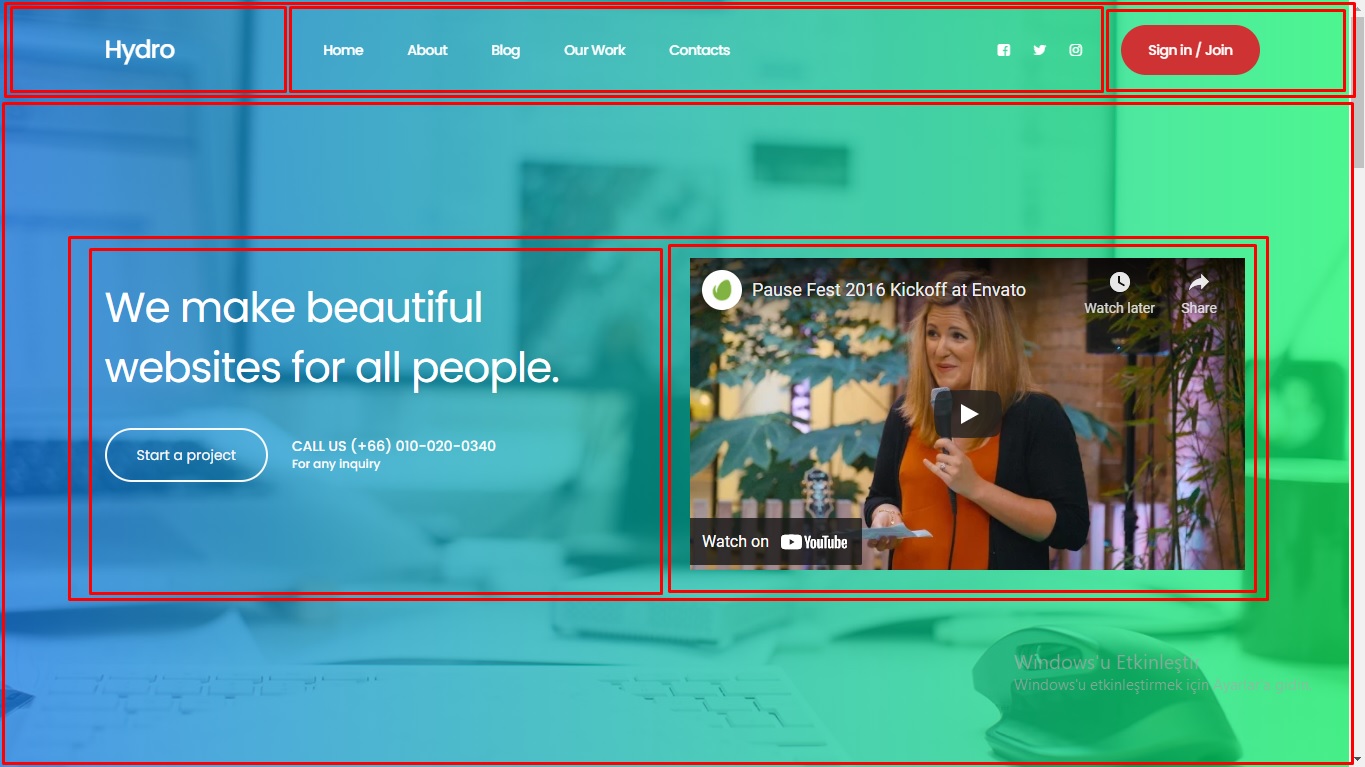 Hydro
Home About Blog Our Work Contacts
Sign in / Join
We make beautiful
websites for all people.
Start a project
CALL US (+66) 010-020-0340
For any inquiry
Pause Fest 2016 Kickoff at Envato
Watch later
Share
Watch on YouTube
Windows'u Etkinleştir
Windows'u etkinleştirmek için Ayarlar'a gidin.